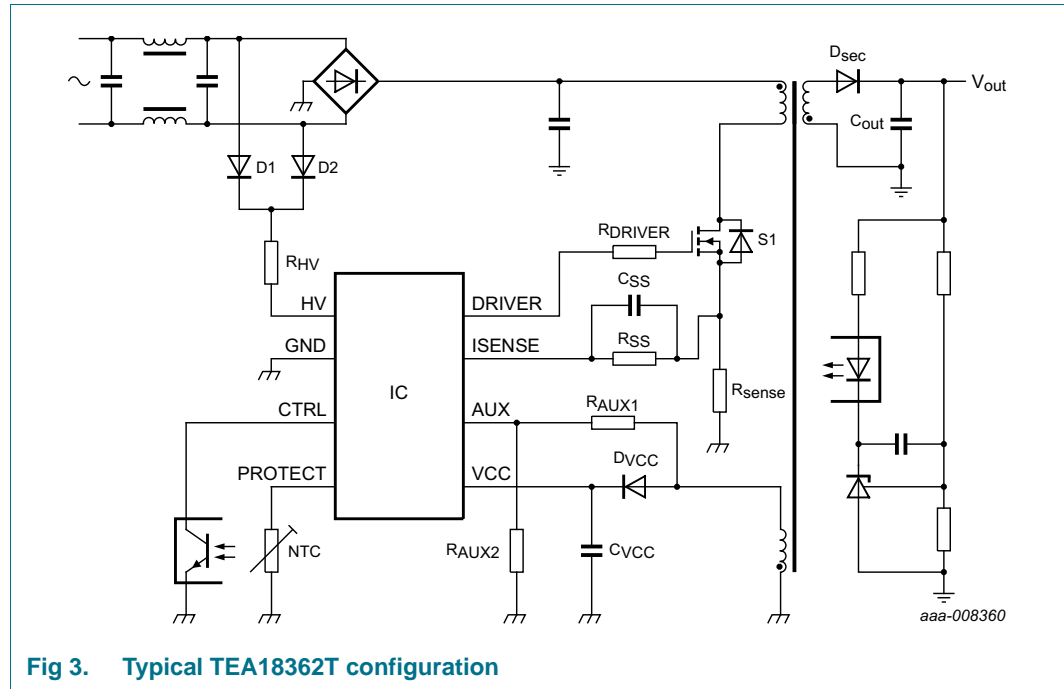 Dsec
Vout
Cout
D1
D2
RDRIVER
S1
RHV
CSS
HV
DRIVER
RSS
GND
ISENSE
IC
Rsense
RAUX1
CTRL
AUX
DVCC
PROTECT
VCC
NTC
RAUX2
CVCC
aaa-008360
Fig 3. Typical TEA18362T configuration